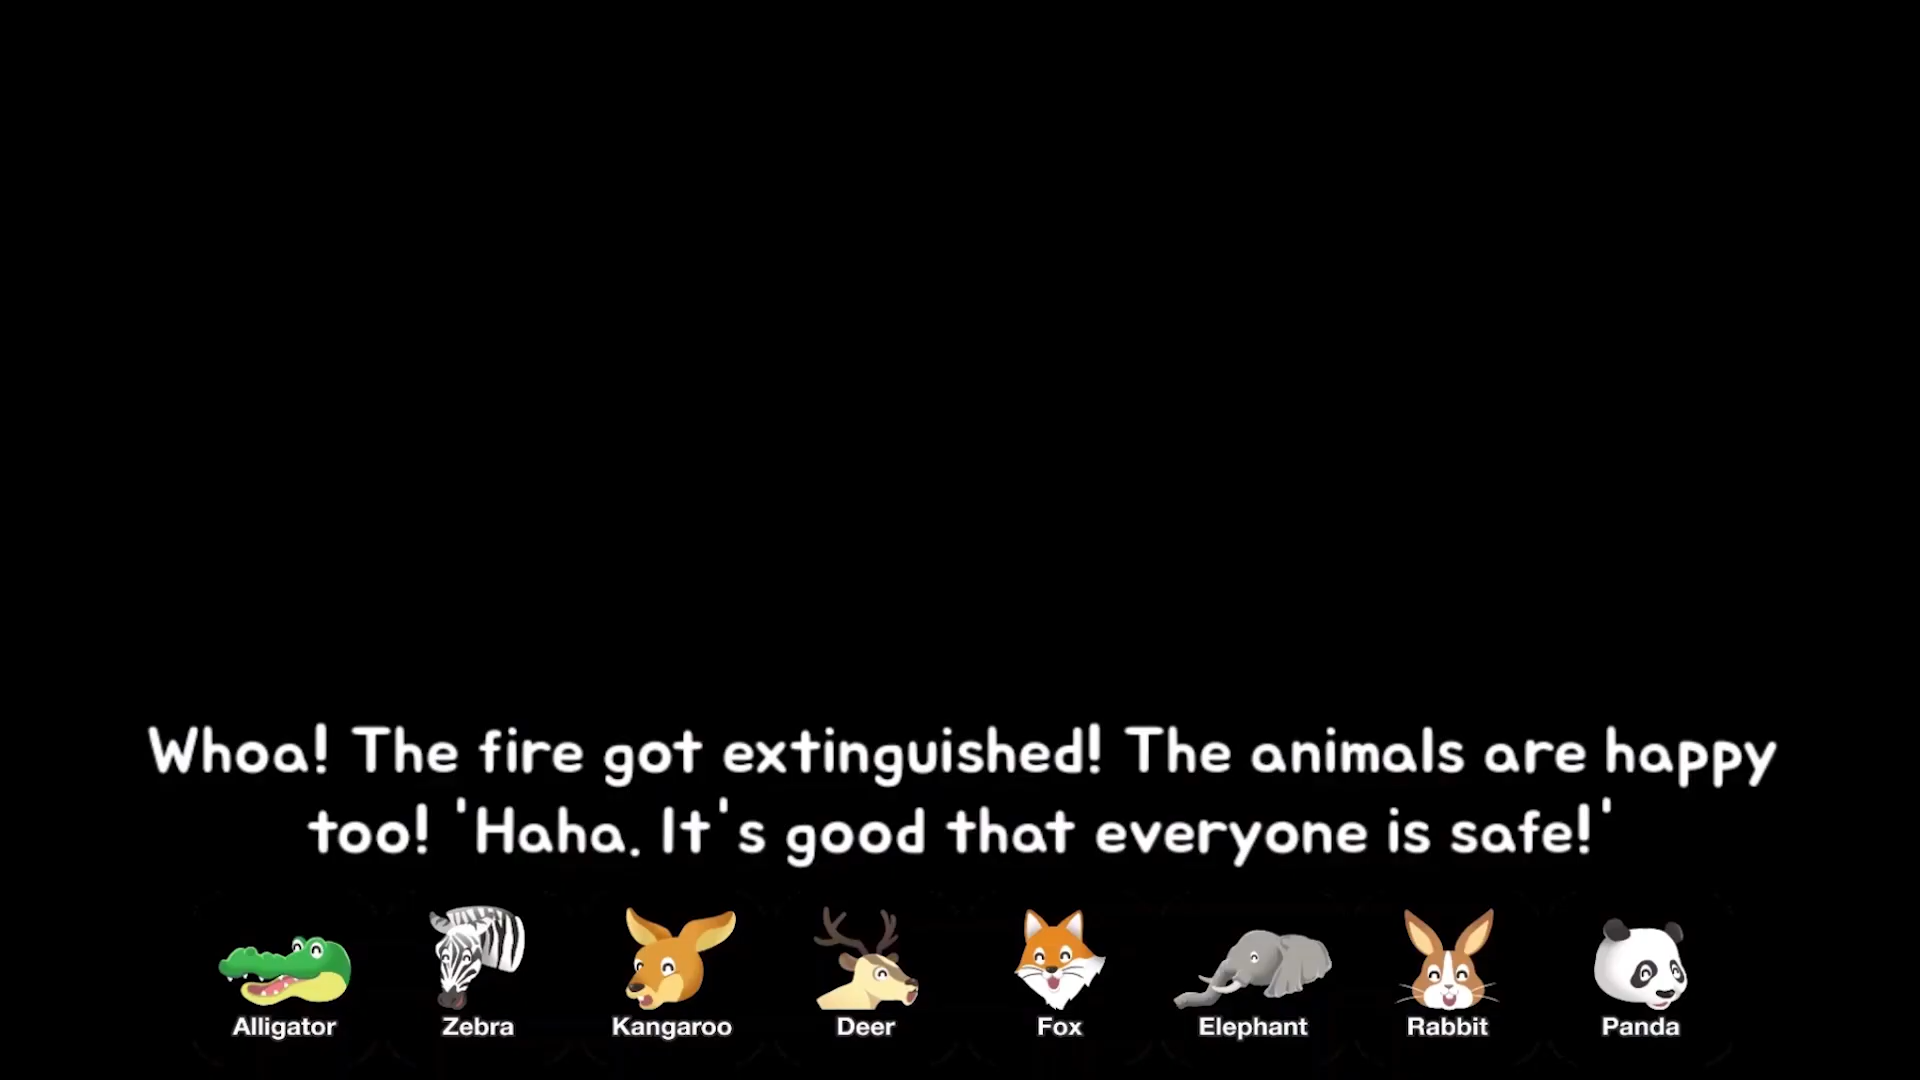 Whoa! The fire got extinguished! The animals are happy
too! 'Haha. It's good that everyone is safe!'
Alligator Zebra Kangaroo Deer Fox Elephant Rabbit Panda